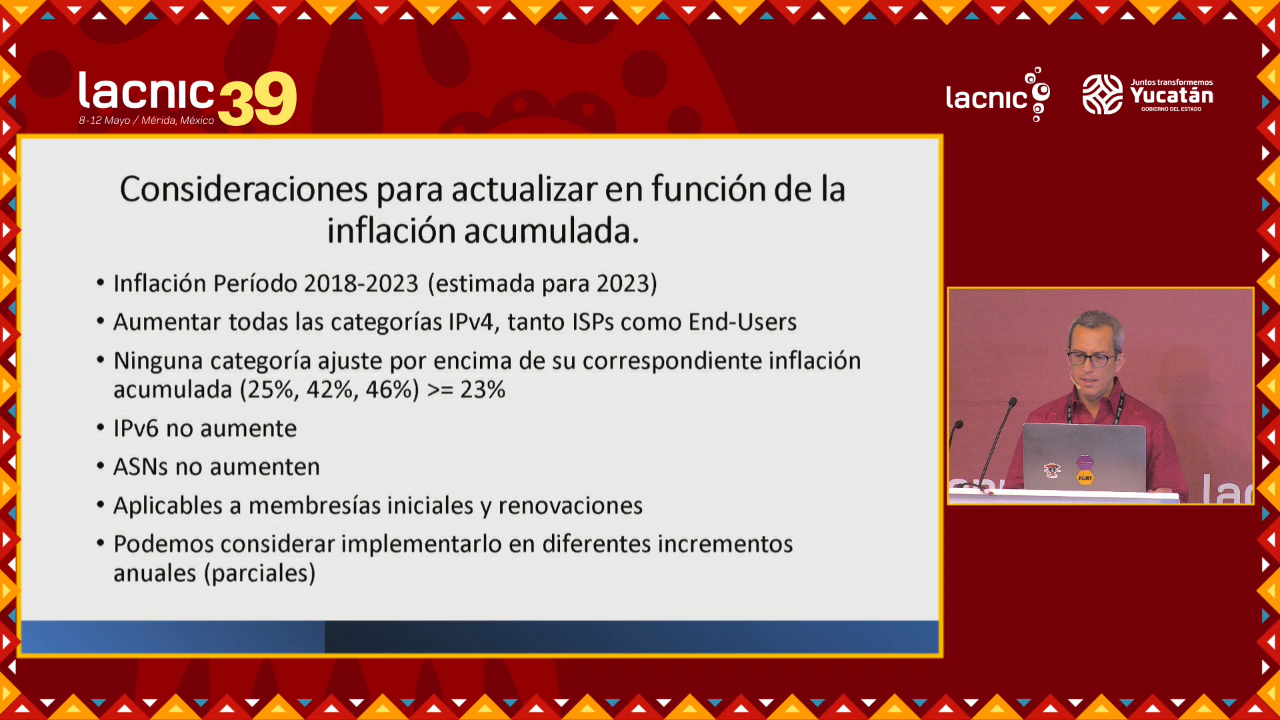 lacnic 39
8-12 Mayo / Mérida, México
lacnic
Juntos transformemos
Yucatán
GOBIERNO DEL ESTADO
Consideraciones para actualizar en función de la
inflación acumulada.
• Inflación Período 2018-2023 (estimada para 2023)
• Aumentar todas las categorías IPv4, tanto ISPs como End-Users
• Ninguna categoría ajuste por encima de su correspondiente inflación
acumulada (25%, 42%, 46%) >= 23%
• IPv6 no aumente
• ASNs no aumenten
• Aplicables a membresías iniciales y renovaciones
• Podemos considerar implementarlo en diferentes incrementos
anuales (parciales)
FORT